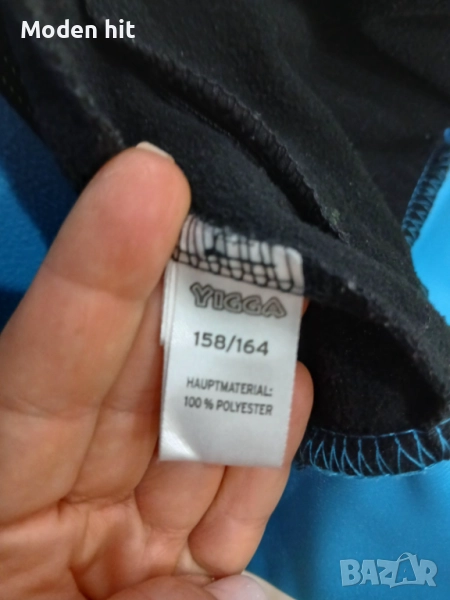 Moden hit
YIGGA
158/164
HAUPTMATERIAL:
100 % POLYESTER
BAZAR